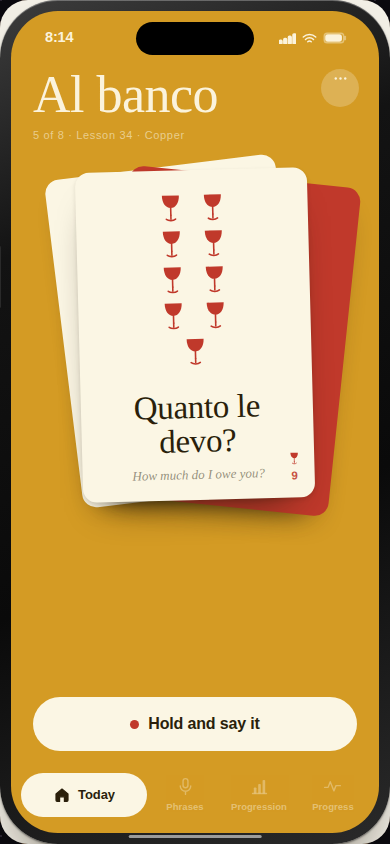 8:14
Al banco
5 of 8 · Lesson 34 · Copper
Quanto le
devo?
How much do I owe you?
9
Hold and say it
Today
Phrases
Progression
Progress